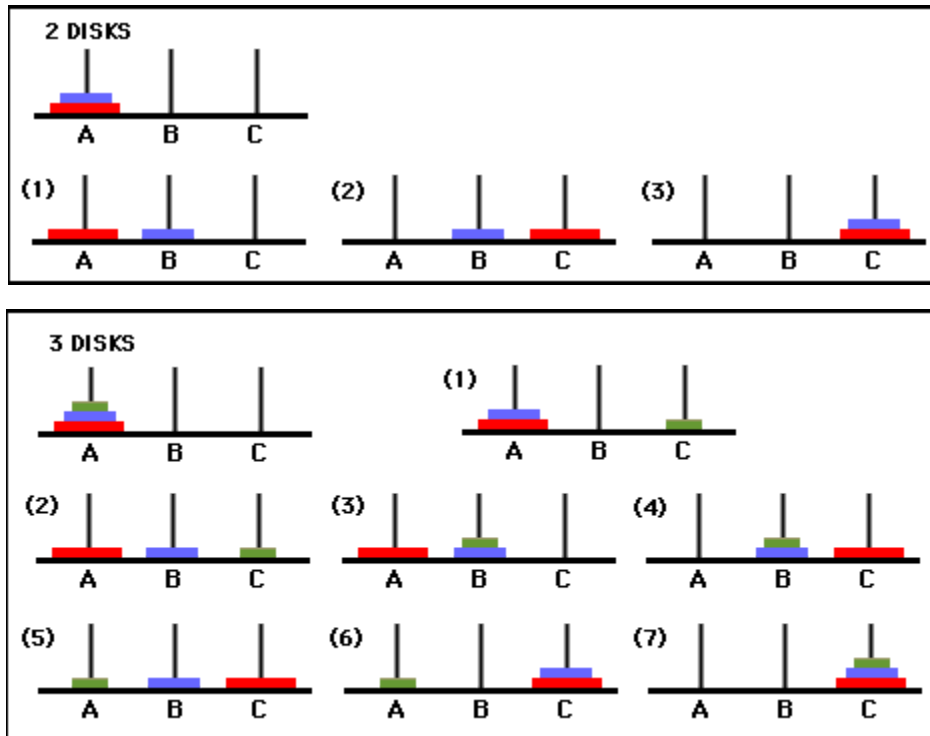 2 DISKS
A B C
(1) (2) (3)
A B C A B C A B C
3 DISKS
(1)
A B C A B C
(2) (3) (4)
A B C A B C A B C
(5) (6) (7)
A B C A B C A B C